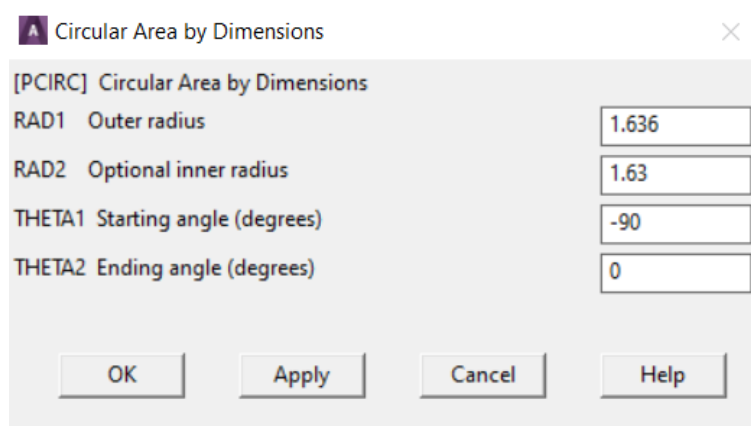 Circular Area by Dimensions
[PCIRC] Circular Area by Dimensions
RAD1 Outer radius 1.636
RAD2 Optional inner radius 1.63
THETA1 Starting angle (degrees) -90
THETA2 Ending angle (degrees) 0
OK Apply Cancel Help